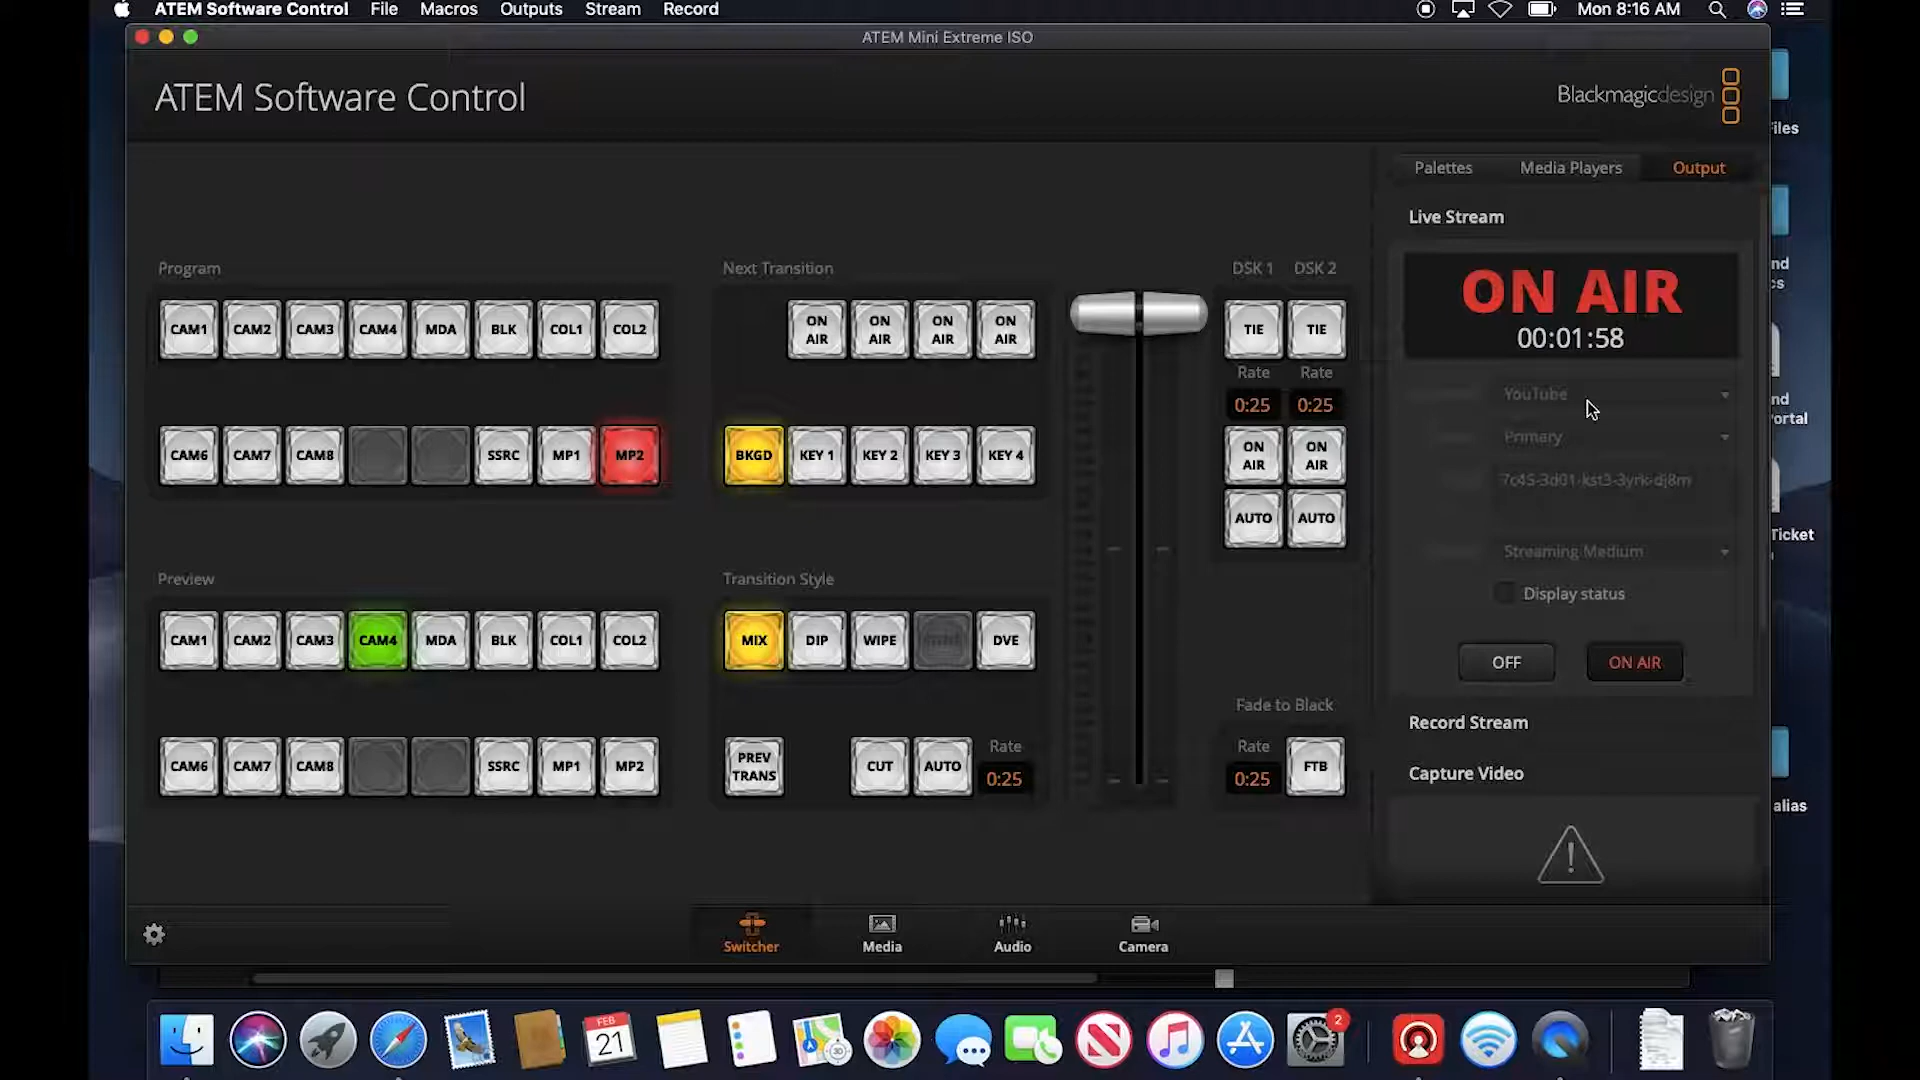 ATEM Software Control File Macros Outputs Stream Record Mon 8:16 AM
ATEM Mini Extreme ISO
ATEM Software Control
Blackmagicdesign
Palettes Media Players Output
Live Stream
ON AIR
00:01:58
YouTube
Primary
Streaming Medium
Display status
OFF ON AIR
Record Stream
Capture Video
Program
CAM1 CAM2 CAM3 CAM4 MDA BLK COL1 COL2
CAM6 CAM7 CAM8 SSRC MP1 MP2
Next Transition
ON AIR ON AIR ON AIR ON AIR
BKGD KEY 1 KEY 2 KEY 3 KEY 4
DSK 1 DSK 2
TIE TIE
Rate Rate
0:25 0:25
ON AIR ON AIR
AUTO AUTO
Preview
CAM1 CAM2 CAM3 CAM4 MDA BLK COL1 COL2
CAM6 CAM7 CAM8 SSRC MP1 MP2
Transition Style
MIX DIP WIPE DVE
PREV TRANS CUT AUTO Rate
0:25
Fade to Black
Rate
0:25 FTB
Switcher Media Audio Camera
Files
nd
cs
nd
ortal
Ticket
alias
FEB
21
2